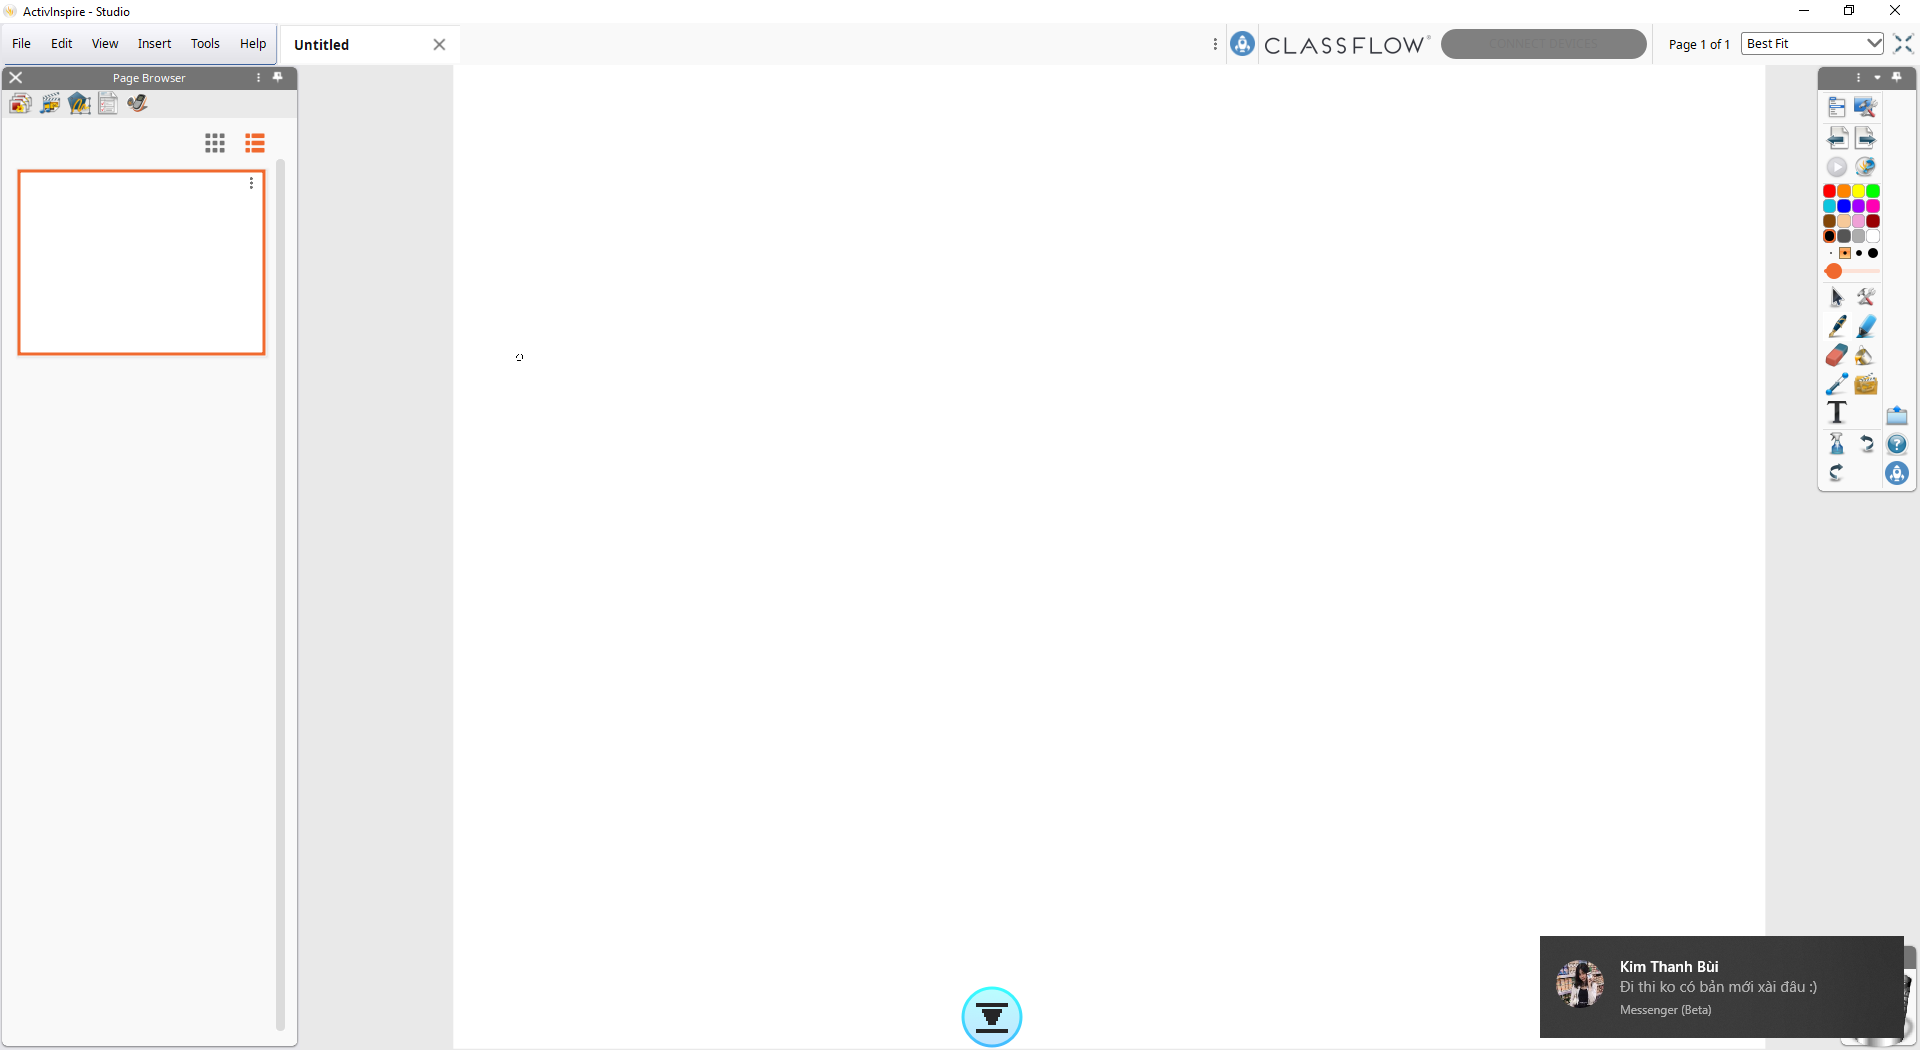 ActivInspire - Studio
File Edit View Insert Tools Help
Untitled
CLASSFLOW®
CONNECT DEVICES
Page 1 of 1
Best Fit
Page Browser
T
?
Kim Thanh Bùi
Đi thi ko có bản mới xài đâu :)
Messenger (Beta)